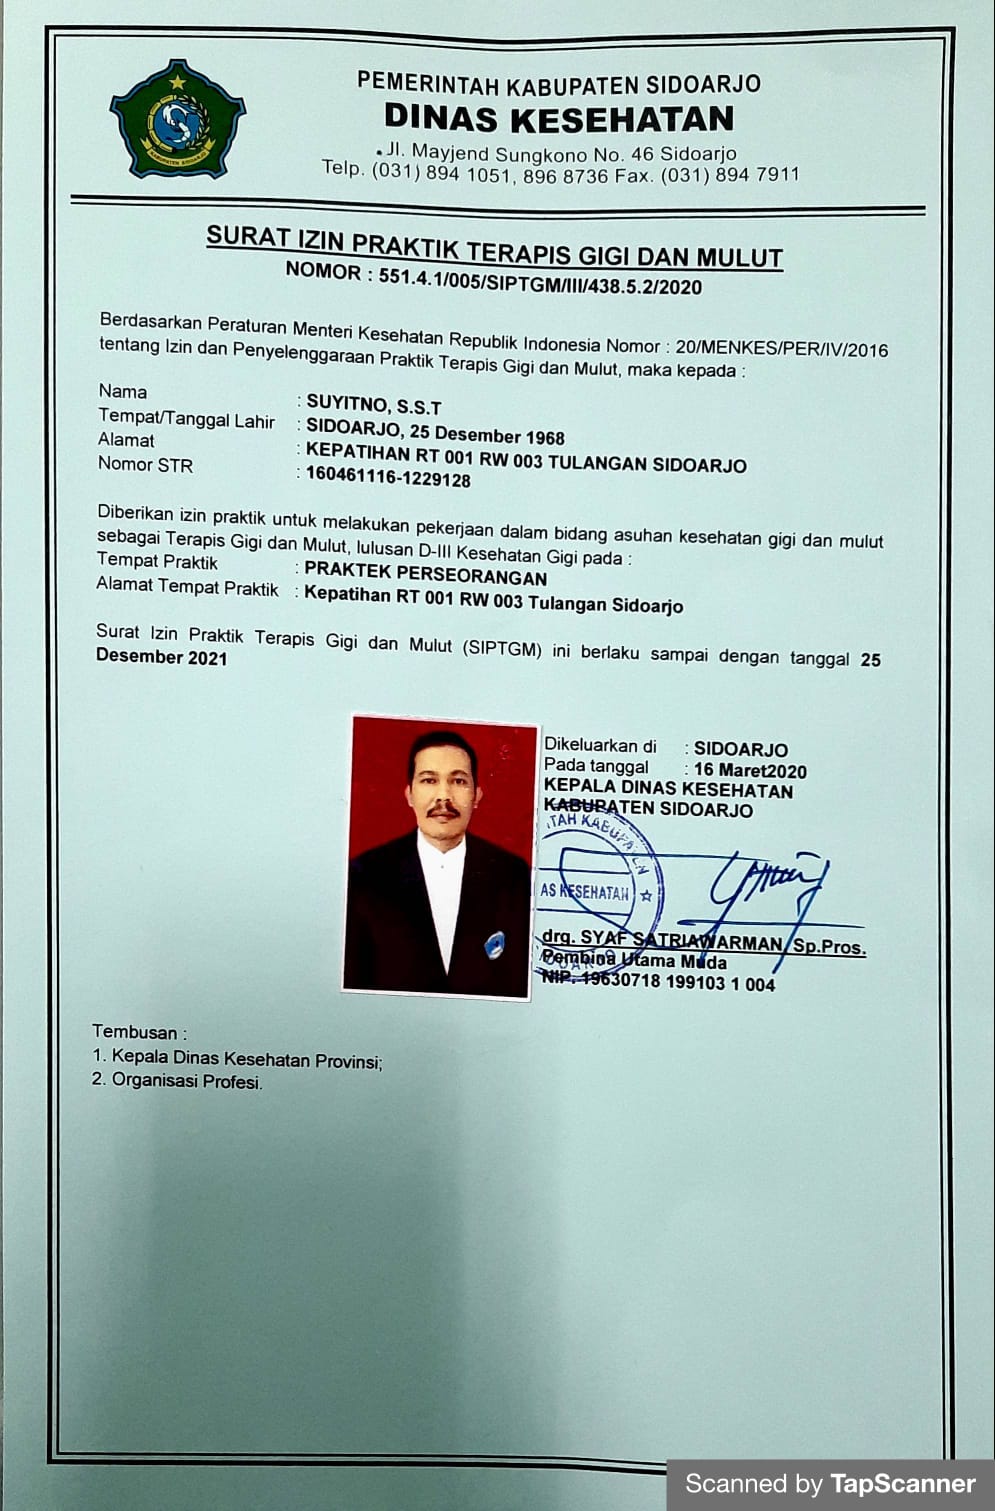 PEMERINTAH KABUPATEN SIDOARJO
DINAS KESEHATAN
Jl. Mayjend Sungkono No. 46 Sidoarjo
Telp. (031) 894 1051, 896 8736 Fax. (031) 894 7911
KABUPATEN SIDOARJO
SURAT IZIN PRAKTIK TERAPIS GIGI DAN MULUT
NOMOR : 551.4.1/005/SIPTGM/III/438.5.2/2020
Berdasarkan Peraturan Menteri Kesehatan Republik Indonesia Nomor : 20/MENKES/PER/IV/2016
tentang Izin dan Penyelenggaraan Praktik Terapis Gigi dan Mulut, maka kepada :
Nama : SUYITNO, S.S.T
Tempat/Tanggal Lahir : SIDOARJO, 25 Desember 1968
Alamat : KEPATIHAN RT 001 RW 003 TULANGAN SIDOARJO
Nomor STR : 160461116-1229128
Diberikan izin praktik untuk melakukan pekerjaan dalam bidang asuhan kesehatan gigi dan mulut
sebagai Terapis Gigi dan Mulut, lulusan D-III Kesehatan Gigi pada :
Tempat Praktik : PRAKTEK PERSEORANGAN
Alamat Tempat Praktik : Kepatihan RT 001 RW 003 Tulangan Sidoarjo
Surat Izin Praktik Terapis Gigi dan Mulut (SIPTGM) ini berlaku sampai dengan tanggal 25
Desember 2021
Dikeluarkan di : SIDOARJO
Pada tanggal : 16 Maret2020
KEPALA DINAS KESEHATAN
KABUPATEN SIDOARJO
TAH KABUPATEN
AS KESEHATAN
drg. SYAF SATRIAWARMAN, Sp.Pros.
Pembina Utama Muda
NIP. 19630718 199103 1 004
Tembusan :
1. Kepala Dinas Kesehatan Provinsi;
2. Organisasi Profesi.
Scanned by TapScanner